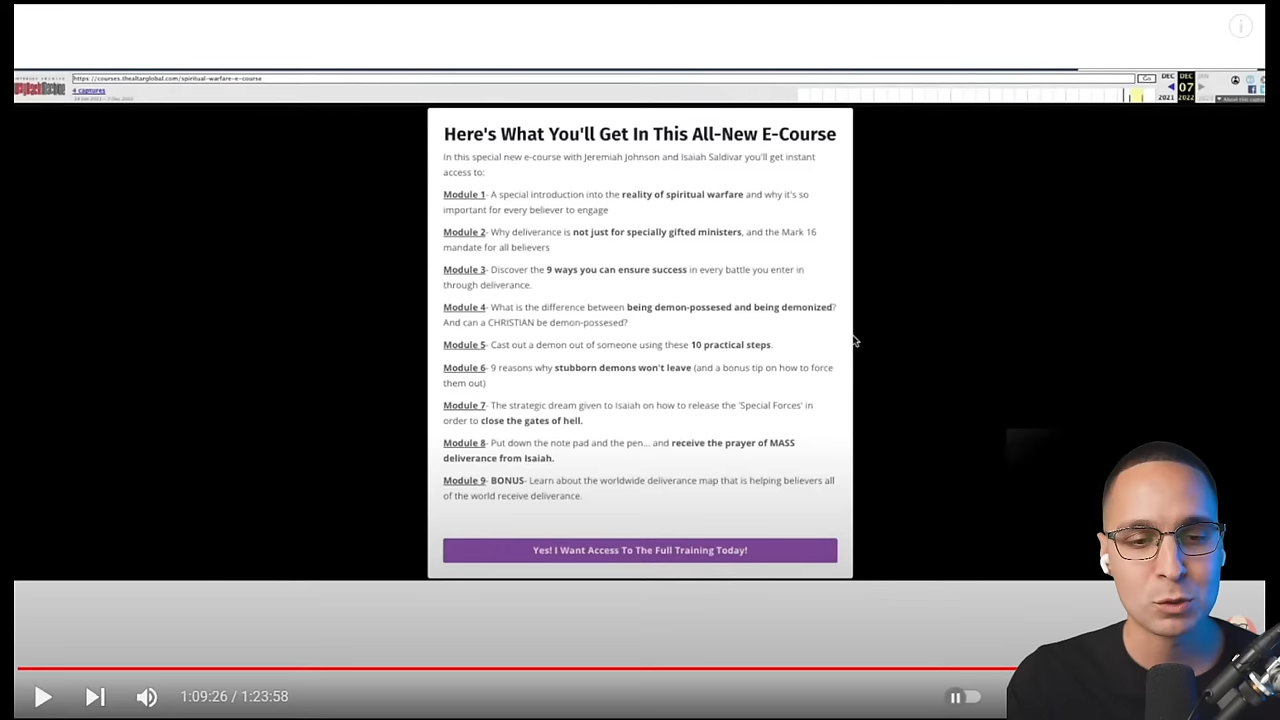 https://courses.thealtarglobal.com/spiritual-warfare-e-course
Go
DEC
DEC
4 captures
07
2021
2022
About this capture
Here's What You'll Get In This All-New E-Course
In this special new e-course with Jeremiah Johnson and Isaiah Saldivar you'll get instant
access to:
Module 1- A special introduction into the reality of spiritual warfare and why it's so
important for every believer to engage
Module 2- Why deliverance is not just for specially gifted ministers, and the Mark 16
mandate for all believers
Module 3- Discover the 9 ways you can ensure success in every battle you enter in
through deliverance.
Module 4- What is the difference between being demon-possesed and being demonized?
And can a CHRISTIAN be demon-possesed?
Module 5- Cast out a demon out of someone using these 10 practical steps.
Module 6- 9 reasons why stubborn demons won't leave (and a bonus tip on how to force
them out)
Module 7- The strategic dream given to Isaiah on how to release the 'Special Forces' in
order to close the gates of hell.
Module 8- Put down the note pad and the pen... and receive the prayer of MASS
deliverance from Isaiah.
Module 9- BONUS- Learn about the worldwide deliverance map that is helping believers all
of the world receive deliverance.
Yes! I Want Access To The Full Training Today!
1:09:26 / 1:23:58